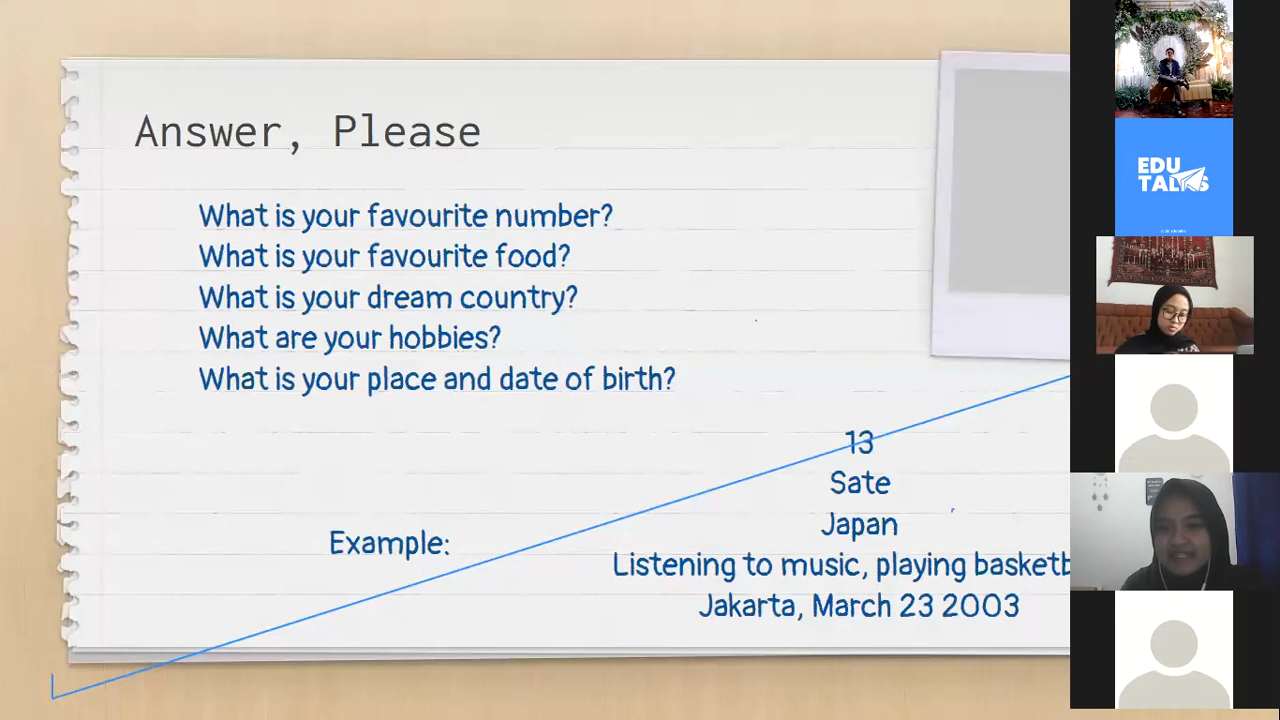 Answer, Please
What is your favourite number?
What is your favourite food?
What is your dream country?
What are your hobbies?
What is your place and date of birth?
Example:
13
Sate
Japan
Listening to music, playing basketb
Jakarta, March 23 2003
EDU
TALKS